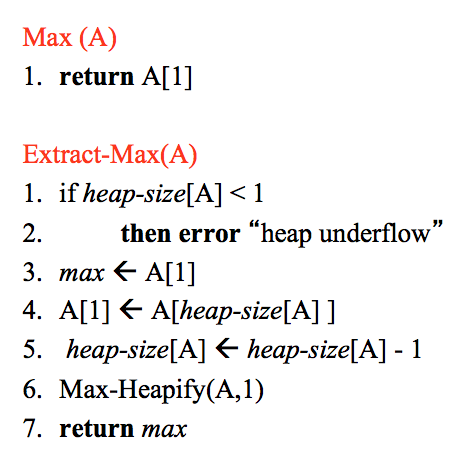 Max (A)
1. return A[1]
Extract-Max(A)
1. if heap-size[A] < 1
2. then error “heap underflow”
3. max ← A[1]
4. A[1] ← A[heap-size[A] ]
5. heap-size[A] ← heap-size[A] - 1
6. Max-Heapify(A,1)
7. return max